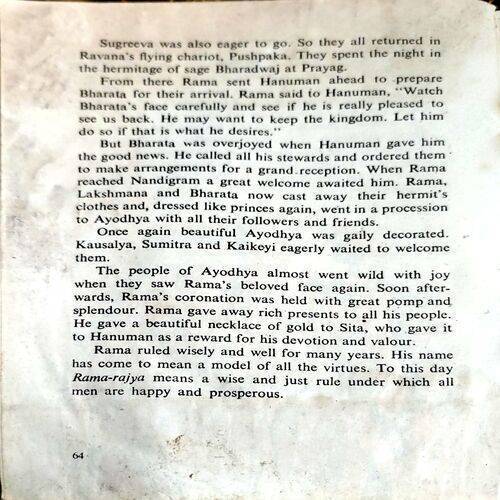 Sugreeva was also eager to go. So they all returned in
Ravana's flying chariot, Pushpaka. They spent the night in
the hermitage of sage Bharadwaj at Prayag.
From there Rama sent Hanuman ahead to prepare
Bharata for their arrival. Rama said to Hanuman, "Watch
Bharata's face carefully and see if he is really pleased to
see us back. He may want to keep the kingdom. Let him
do so if that is what he desires."
But Bharata was overjoyed when Hanuman gave him
the good news. He called all his stewards and ordered them
to make arrangements for a grand reception. When Rama
reached Nandigram a great welcome awaited him. Rama,
Lakshmana and Bharata now cast away their hermit's
clothes and, dressed like princes again, went in a procession
to Ayodhya with all their followers and friends.
Once again beautiful Ayodhya was gaily decorated.
Kausalya, Sumitra and Kaikeyi eagerly waited to welcome
them.
The people of Ayodhya almost went wild with joy
when they saw Rama's beloved face again. Soon after-
wards, Rama's coronation was held with great pomp and
splendour. Rama gave away rich presents to all his people.
He gave a beautiful necklace of gold to Sita, who gave it
to Hanuman as a reward for his devotion and valour.
Rama ruled wisely and well for many years. His name
has come to mean a model of all the virtues. To this day
Rama-rajya means a wise and just rule under which all
men are happy and prosperous.
64